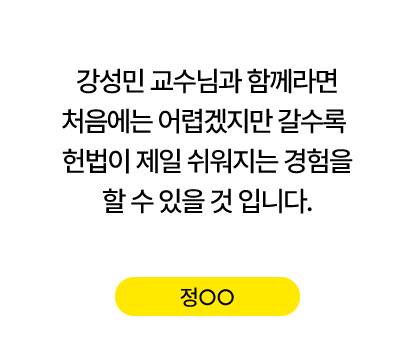 강성민 교수님과 함께라면
처음에는 어렵겠지만 갈수록
헌법이 제일 쉬워지는 경험을
할 수 있을 것 입니다.
정○○